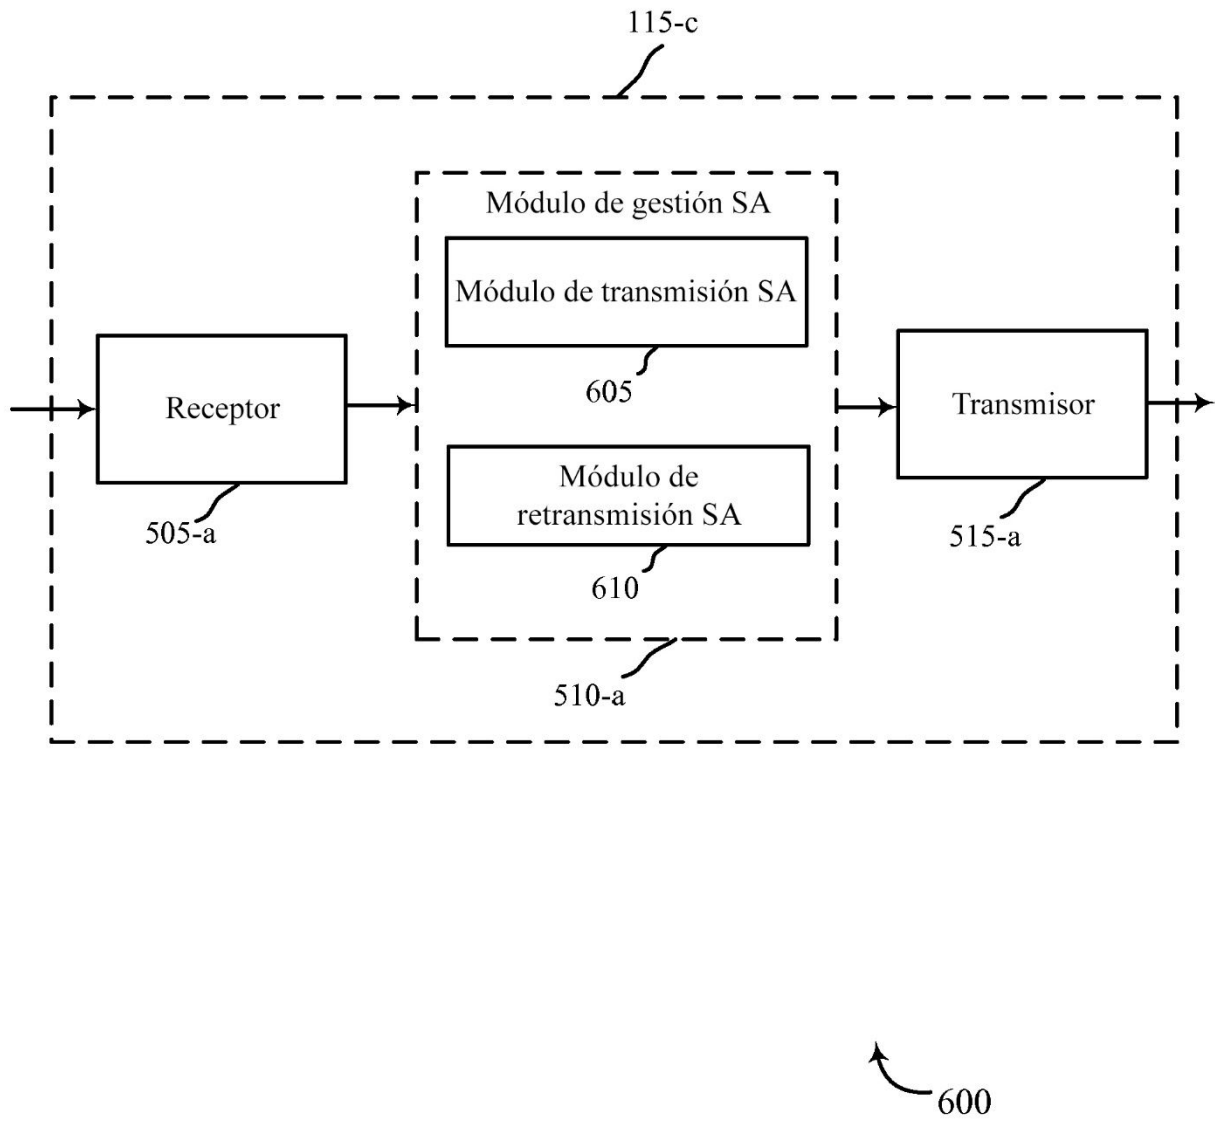 115-c
Módulo de gestión SA
Módulo de transmisión SA
605
Receptor
505-a
Módulo de
retransmisión SA
610
510-a
Transmisor
515-a
600